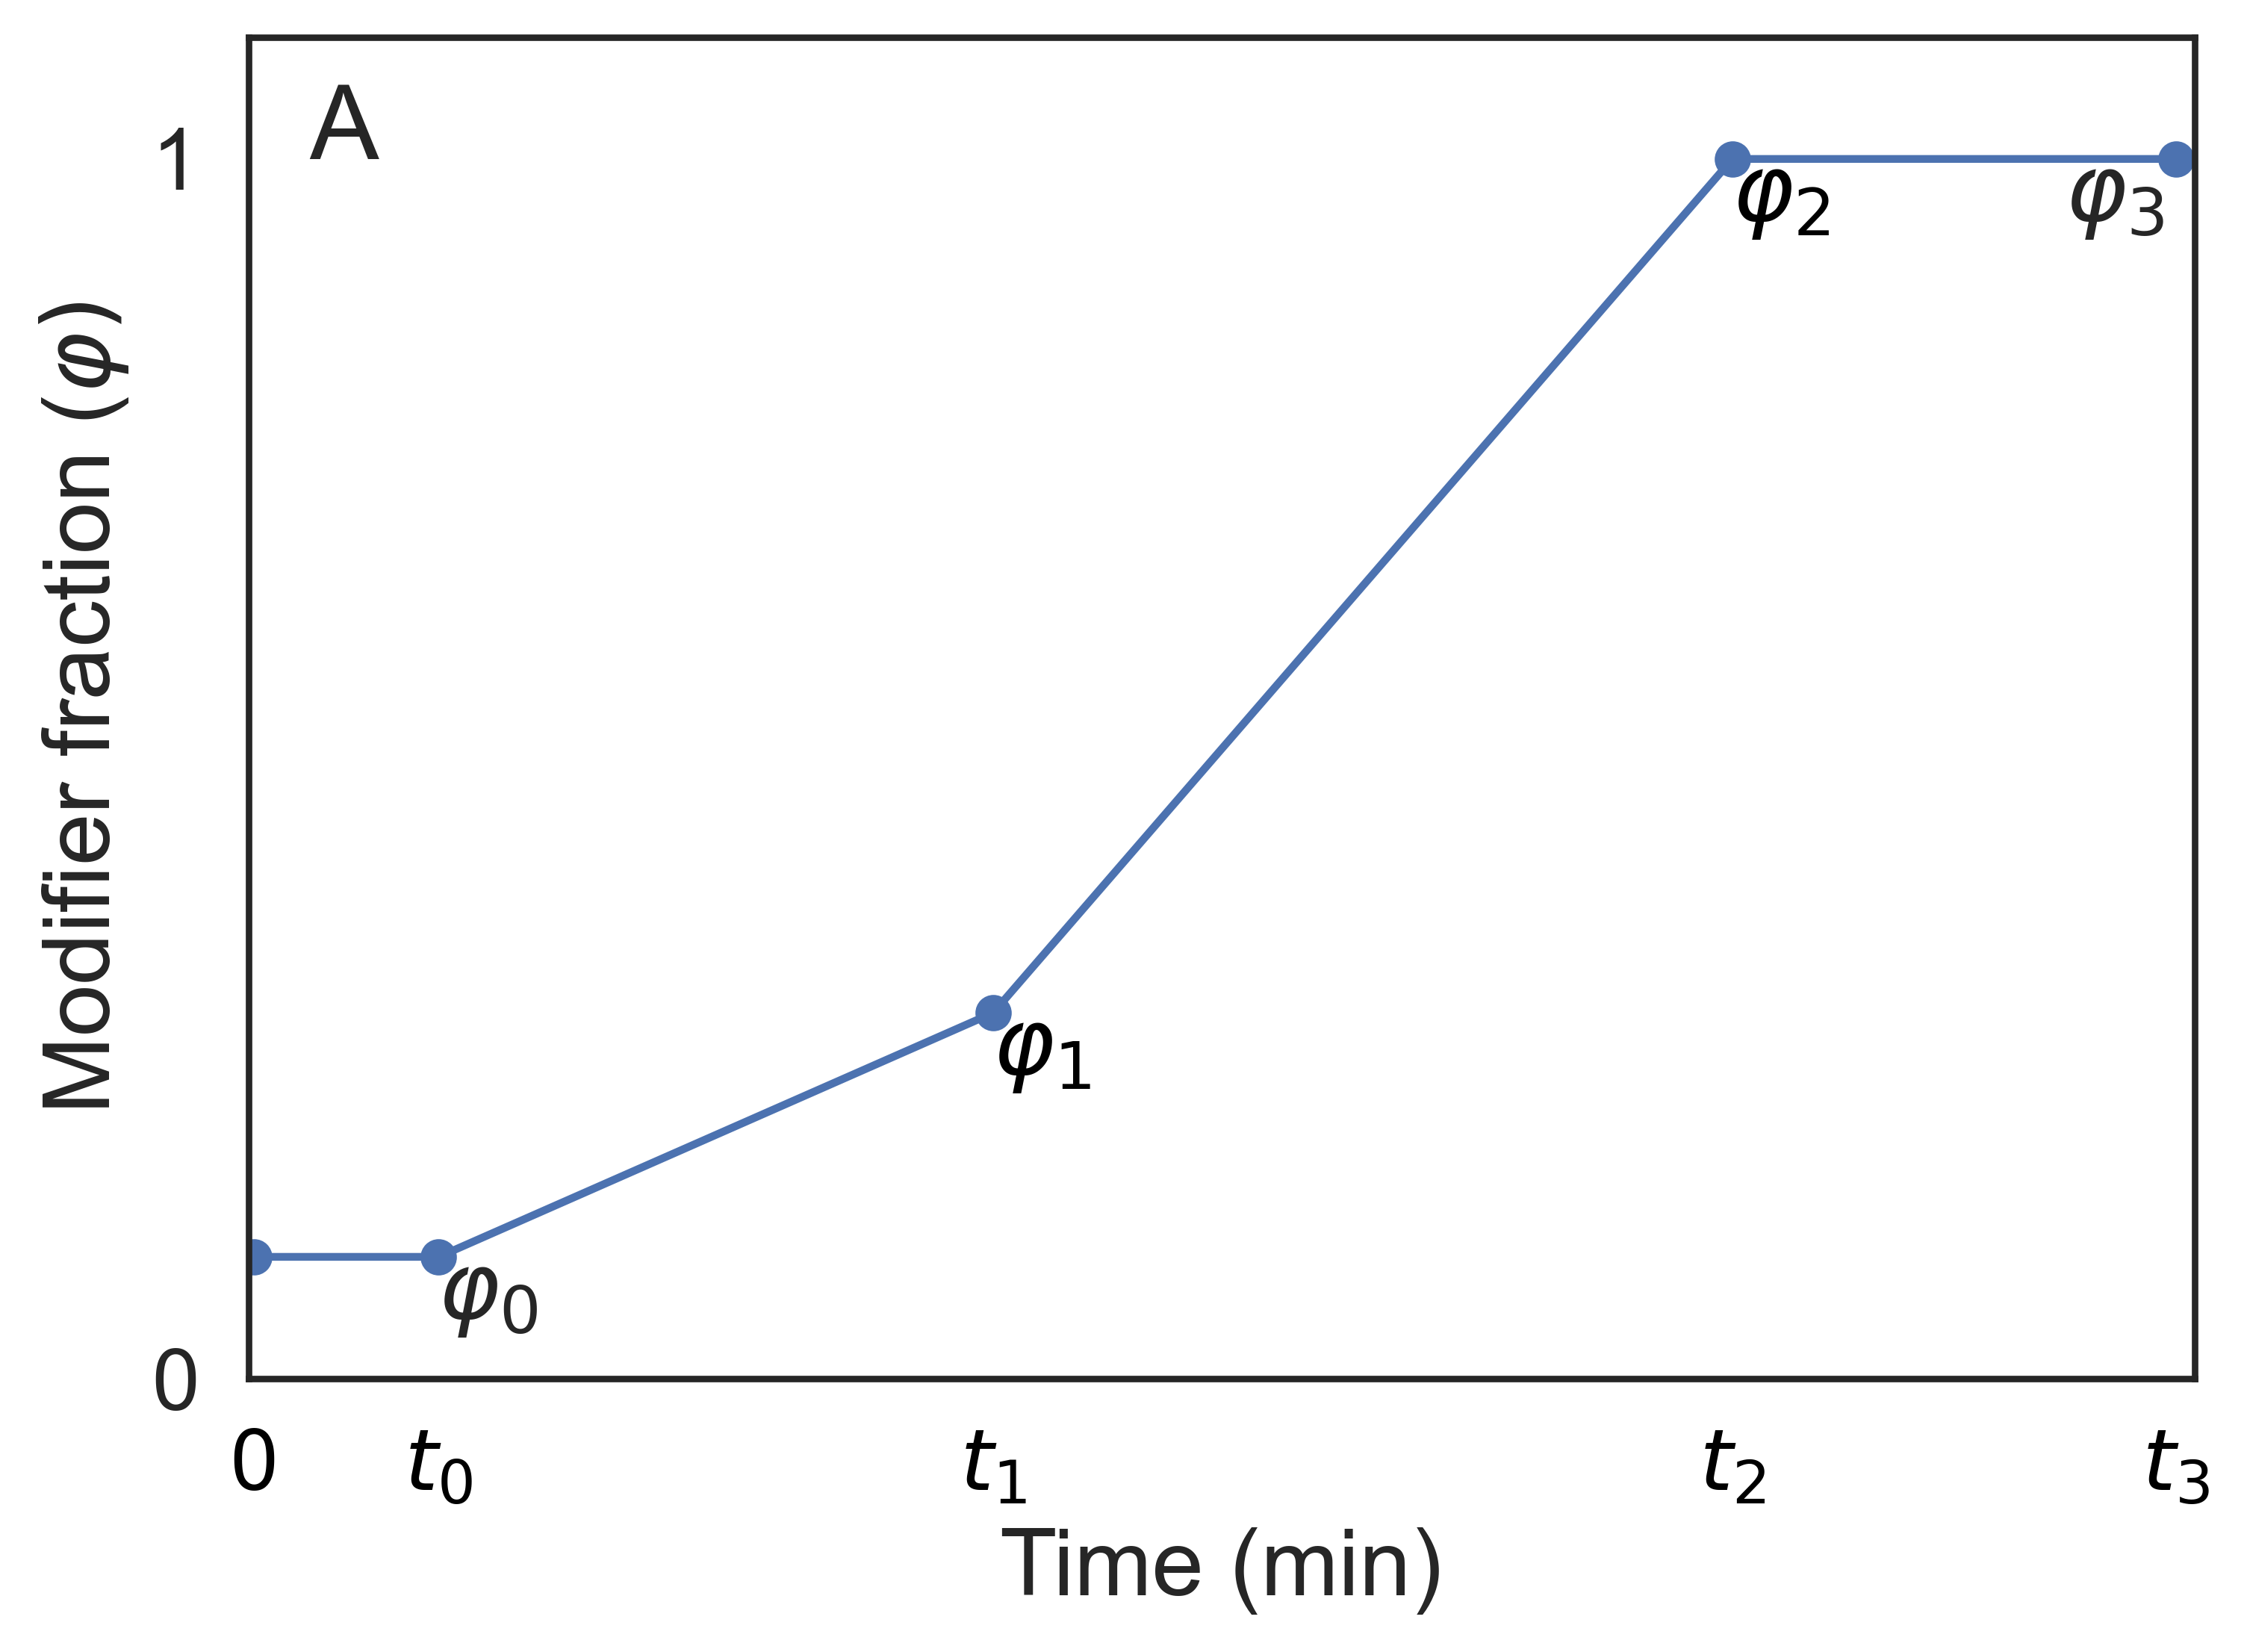 A
1
φ₂
φ₃
Modifier fraction (φ)
φ₁
φ₀
0
0
t₀
t₁
t₂
t₃
Time (min)